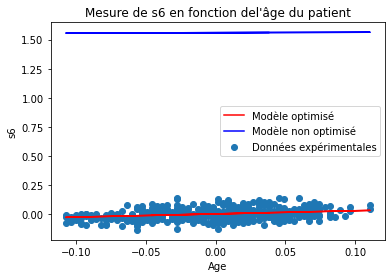 Mesure de s6 en fonction del'âge du patient
1.50
1.25
1.00
0.75
0.50
0.25
0.00
s6
Modèle optimisé
Modèle non optimisé
Données expérimentales
−0.10
−0.05
0.00
0.05
0.10
Age